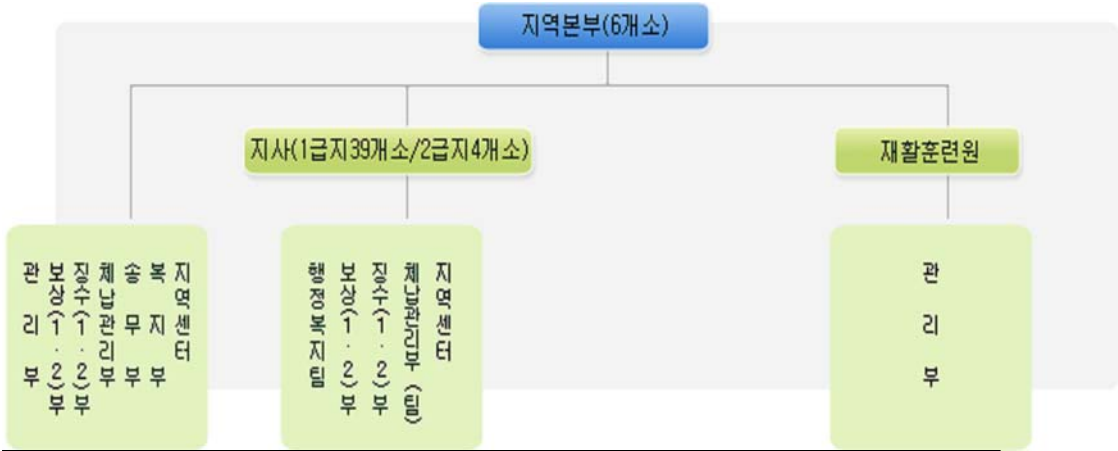 지역본부(6개소)
지사(1급지39개소/2급지4개소)
재활훈련원
관리부
보상(1·2)부
징수(1·2)부
체납관리부
송무부
복지부
지역센터
행정복지팀
보상(1·2)부
징수(1·2)부
체납관리부(팀)
지역센터
관리부